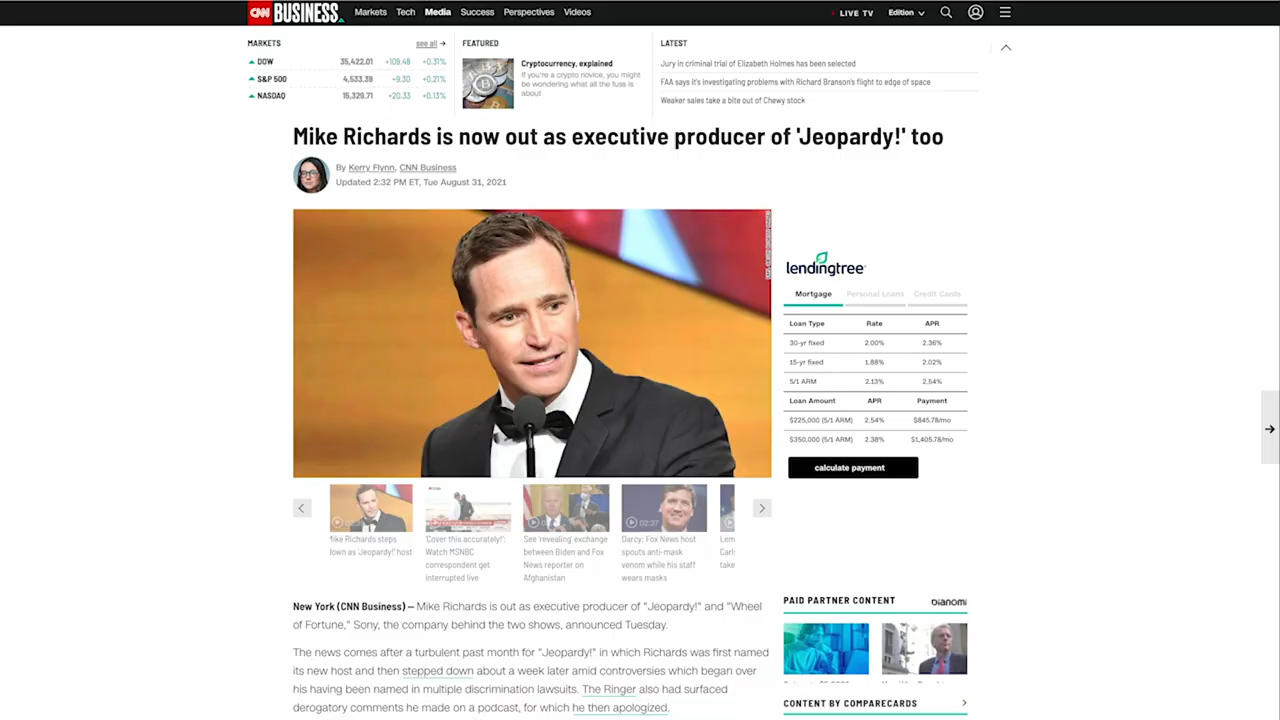 CNN BUSINESS Markets Tech Media Success Perspectives Videos LIVE TV Edition
MARKETS see all →
DOW 35,422.01 +109.48 +0.31%
S&P 500 4,533.39 +9.30 +0.21%
NASDAQ 15,329.71 +20.33 +0.13%
FEATURED
Cryptocurrency, explained
If you're a crypto novice, you might
be wondering what all the fuss is
about
LATEST
Jury in criminal trial of Elizabeth Holmes has been selected
FAA says it's investigating problems with Richard Branson's flight to edge of space
Weaker sales take a bite out of Chewy stock
Mike Richards is now out as executive producer of 'Jeopardy!' too
By Kerry Flynn, CNN Business
Updated 2:32 PM ET, Tue August 31, 2021
lendingtree
Mortgage Personal Loans Credit Cards
Loan Type Rate APR
30-yr fixed 2.00% 2.36%
15-yr fixed 1.88% 2.02%
5/1 ARM 2.13% 2.54%
Loan Amount APR Payment
$225,000 (5/1 ARM) 2.54% $845.78/mo
$350,000 (5/1 ARM) 2.38% $1,405.78/mo
calculate payment
Mike Richards steps
down as 'Jeopardy!' host
'Cover this accurately!':
Watch MSNBC
correspondent get
interrupted live
See 'revealing' exchange
between Biden and Fox
News reporter on
Afghanistan
02:37
Darcy: Fox News host
spouts anti-mask
venom while his staff
wears masks
Lem
Carl
take
New York (CNN Business) — Mike Richards is out as executive producer of "Jeopardy!" and "Wheel
of Fortune," Sony, the company behind the two shows, announced Tuesday.
The news comes after a turbulent past month for "Jeopardy!" in which Richards was first named
its new host and then stepped down about a week later amid controversies which began over
his having been named in multiple discrimination lawsuits. The Ringer also had surfaced
derogatory comments he made on a podcast, for which he then apologized.
PAID PARTNER CONTENT DIANOMI
CONTENT BY COMPARECARDS